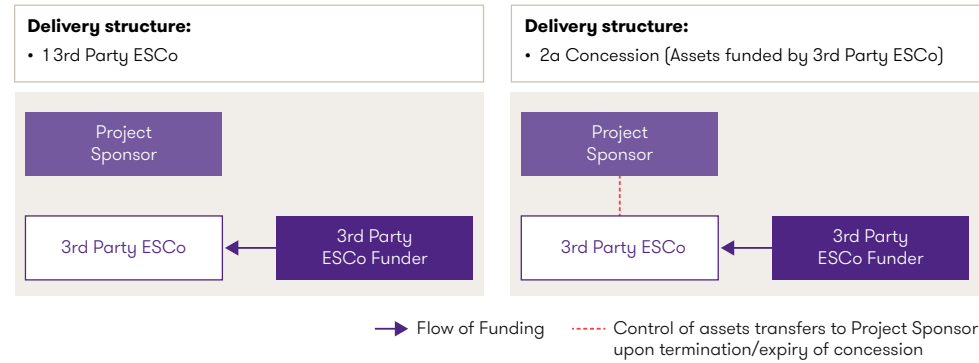 Delivery structure:
• 1 3rd Party ESCo
Project
Sponsor
3rd Party ESCo
3rd Party
ESCo Funder
Delivery structure:
• 2a Concession (Assets funded by 3rd Party ESCo)
Project
Sponsor
3rd Party ESCo
3rd Party
ESCo Funder
Flow of Funding
Control of assets transfers to Project Sponsor
upon termination/expiry of concession